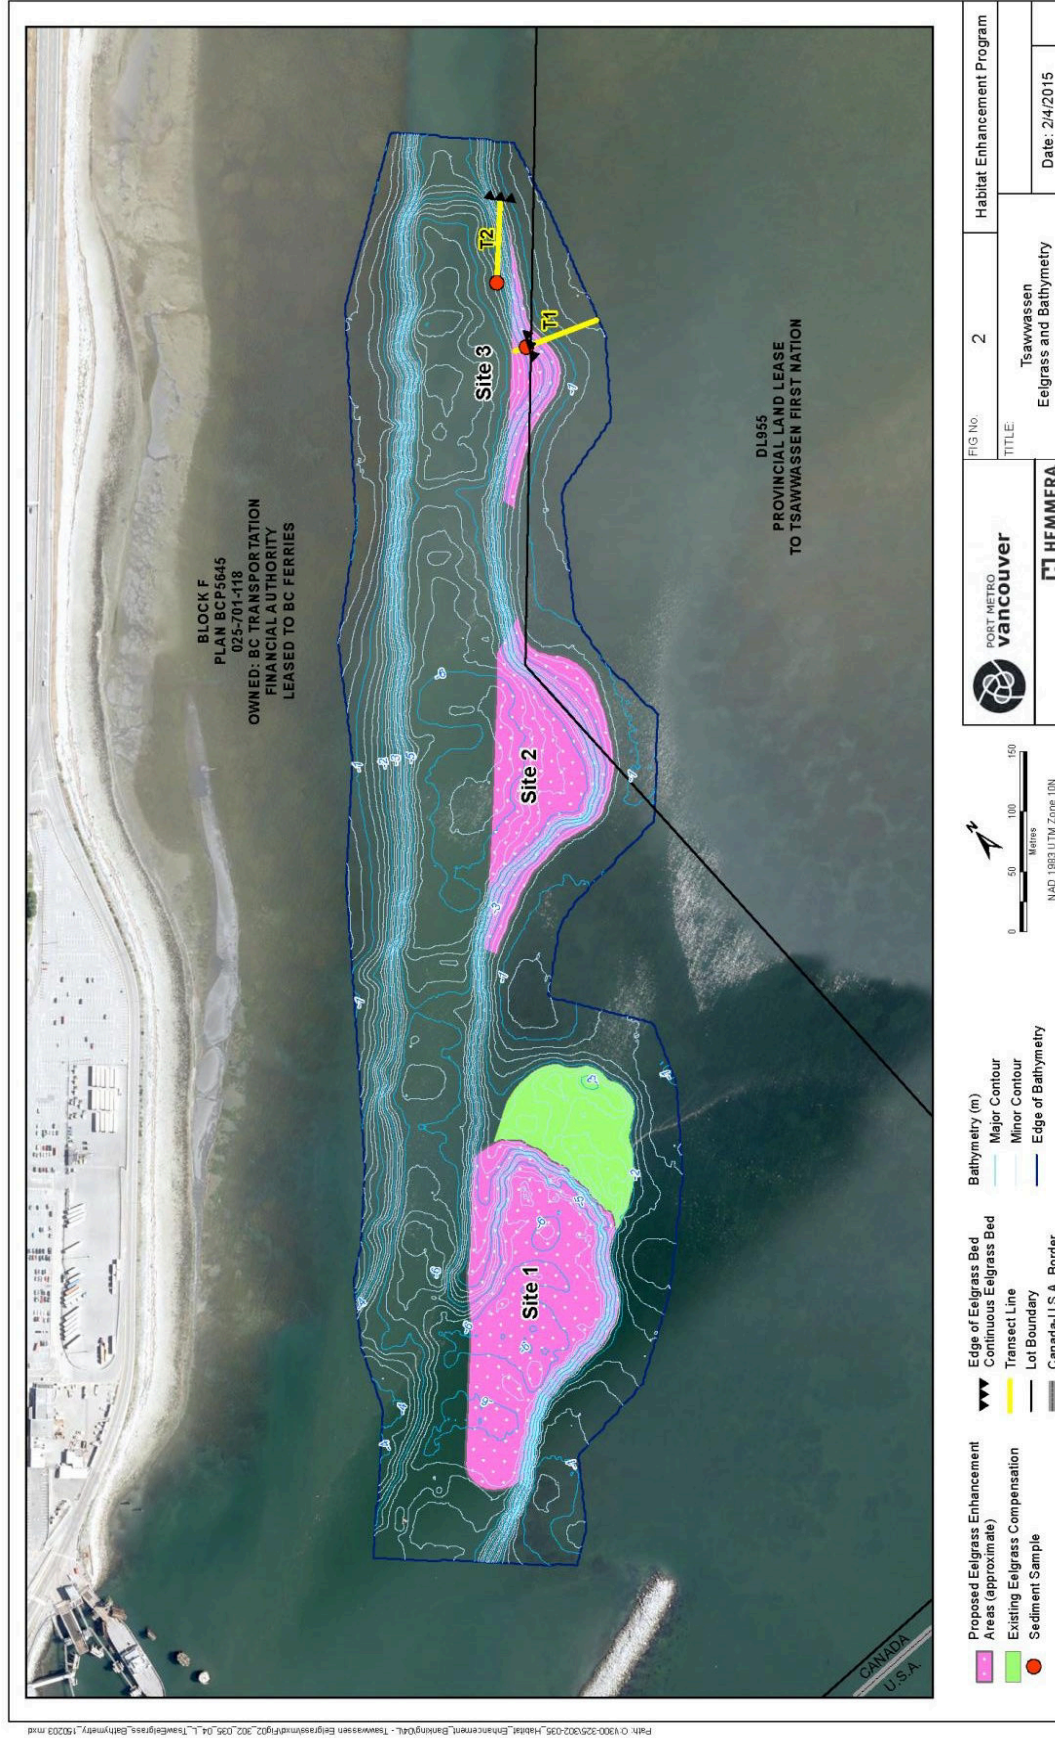 BLOCK F
PLAN BCP5645
025-701-118
OWNED: BC TRANSPORTATION
FINANCIAL AUTHORITY
LEASED TO BC FERRIES
Site 1
Site 2
Site 3
T2
T1
DL955
PROVINCIAL LAND LEASE
TO TSAWWASSEN FIRST NATION
CANADA
U.S.A.
Proposed Eelgrass Enhancement
Areas (approximate)
Existing Eelgrass Compensation
Sediment Sample
Edge of Eelgrass Bed
Continuous Eelgrass Bed
Transect Line
Lot Boundary
Canada-U.S.A. Border
Bathymetry (m)
Major Contour
Minor Contour
Edge of Bathymetry
N
0 50 100 150
Metres
NAD 1983 UTM Zone 10N
PORT METRO
vancouver
HEMMERA
FIG No. 2
Habitat Enhancement Program
TITLE:
Tsawwassen
Eelgrass and Bathymetry
Date: 2/4/2015